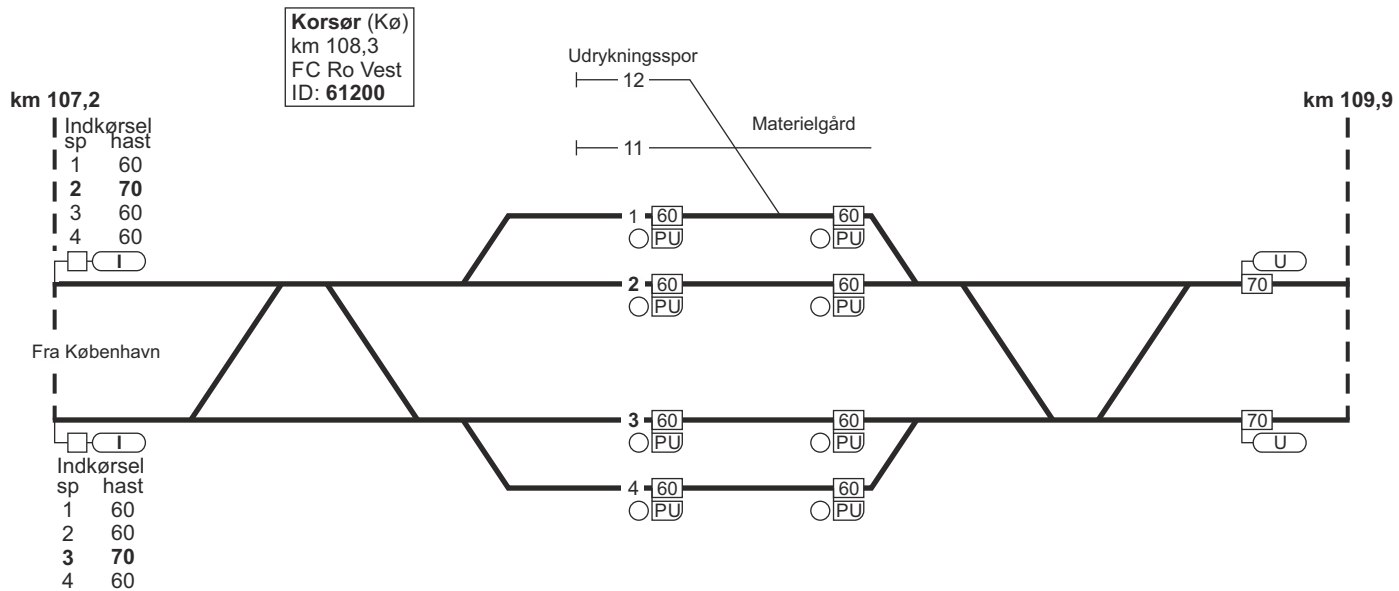 Korsør (Kø)
km 108,3
FC Ro Vest
ID: 61200
Udrykningsspor
12
km 107,2
km 109,9
Indkørsel
sp hast
1 60
2 70
3 60
4 60
I
Materielgård
11
1 60 60
PU PU
U
2 60 60 70
PU PU
Fra København
3 60 60 70
PU PU
U
I
Indkørsel
sp hast
1 60
2 60
3 70
4 60
4 60 60
PU PU